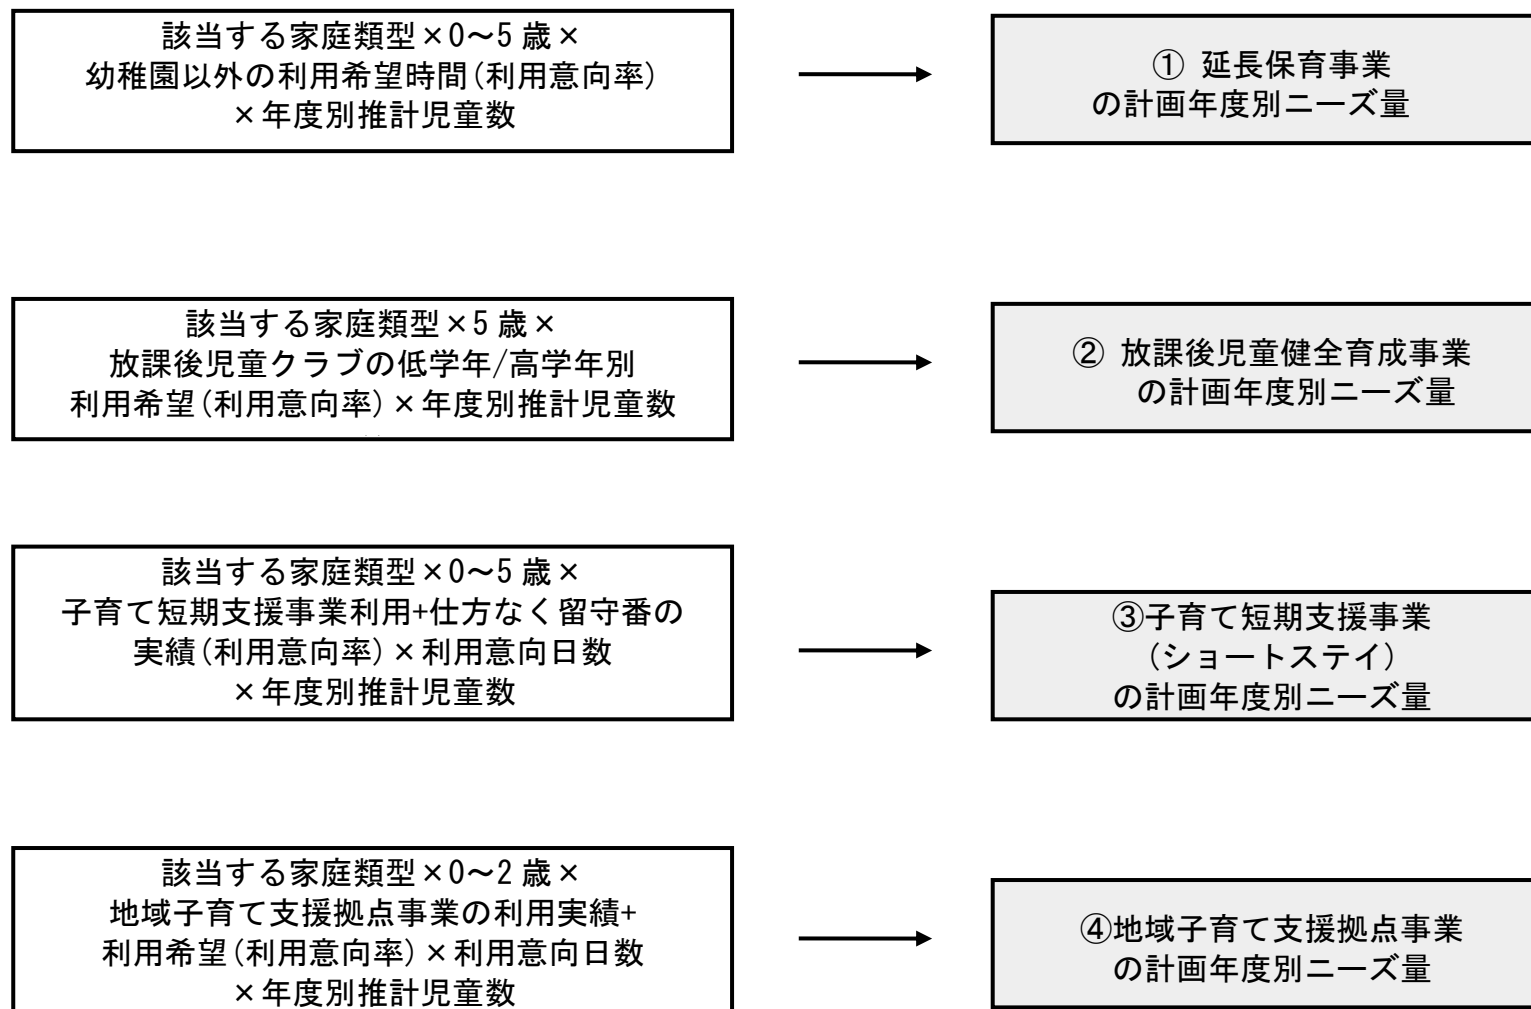 該当する家庭類型×0～5歳×
幼稚園以外の利用希望時間(利用意向率)
×年度別推計児童数
① 延長保育事業
の計画年度別ニーズ量
該当する家庭類型×5歳×
放課後児童クラブの低学年/高学年別
利用希望(利用意向率)×年度別推計児童数
② 放課後児童健全育成事業
の計画年度別ニーズ量
該当する家庭類型×0～5歳×
子育て短期支援事業利用+仕方なく留守番の
実績(利用意向率)×利用意向日数
×年度別推計児童数
③子育て短期支援事業
(ショートステイ)
の計画年度別ニーズ量
該当する家庭類型×0～2歳×
地域子育て支援拠点事業の利用実績+
利用希望(利用意向率)×利用意向日数
×年度別推計児童数
④地域子育て支援拠点事業
の計画年度別ニーズ量